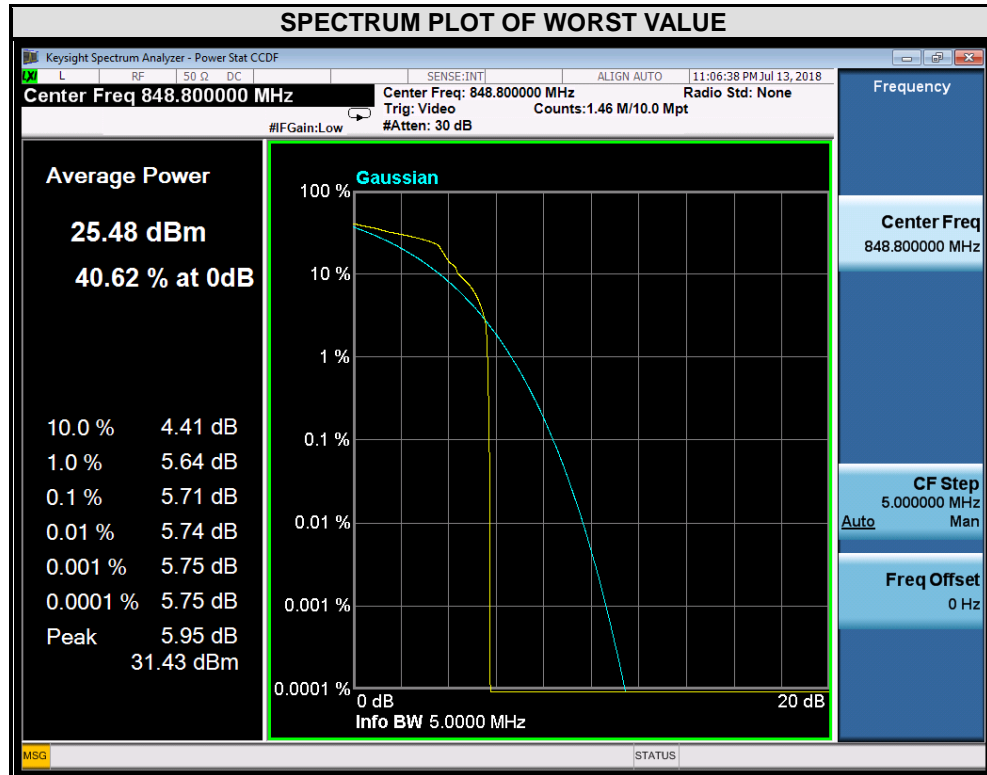 SPECTRUM PLOT OF WORST VALUE
Keysight Spectrum Analyzer - Power Stat CCDF
LXI L RF 50 Ω DC SENSE:INT ALIGN AUTO 11:06:38 PM Jul 13, 2018
Center Freq 848.800000 MHz
Center Freq: 848.800000 MHz Radio Std: None
Trig: Video Counts:1.46 M/10.0 Mpt
#IFGain:Low #Atten: 30 dB
Frequency
Average Power
25.48 dBm
40.62 % at 0dB
10.0 % 4.41 dB
1.0 % 5.64 dB
0.1 % 5.71 dB
0.01 % 5.74 dB
0.001 % 5.75 dB
0.0001 % 5.75 dB
Peak 5.95 dB
31.43 dBm
Gaussian
100 %
10 %
1 %
0.1 %
0.01 %
0.001 %
0.0001 %
0 dB 20 dB
Info BW 5.0000 MHz
Center Freq
848.800000 MHz
CF Step
5.000000 MHz
Auto Man
Freq Offset
0 Hz
MSG STATUS